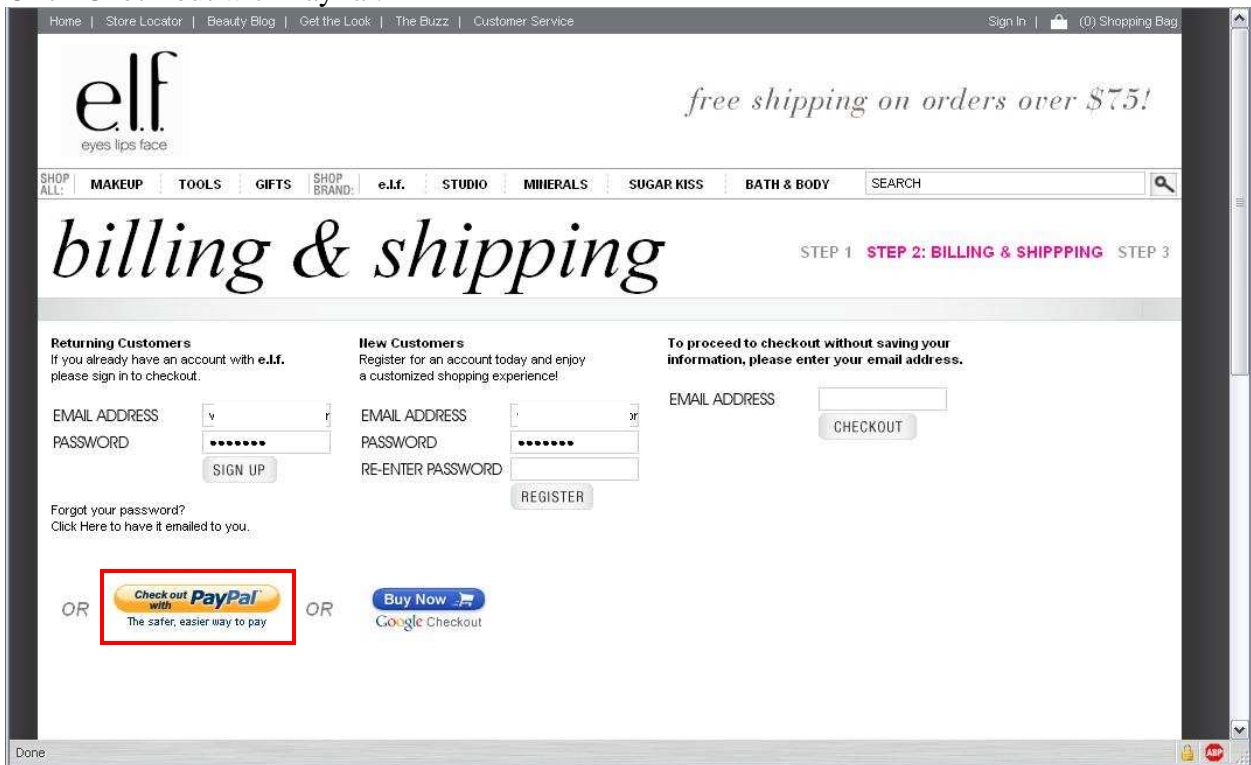 Home | Store Locator | Beauty Blog | Get the Look | The Buzz | Customer Service
Sign In | (0) Shopping Bag
e.l.f.
eyes lips face
free shipping on orders over $75!
SHOP ALL: MAKEUP TOOLS GIFTS SHOP BRAND: e.l.f. STUDIO MINERALS SUGAR KISS BATH & BODY SEARCH
billing & shipping
STEP 1 STEP 2: BILLING & SHIPPPING STEP 3
Returning Customers
If you already have an account with e.l.f.
please sign in to checkout.
EMAIL ADDRESS
PASSWORD
SIGN UP
Forgot your password?
Click Here to have it emailed to you.
New Customers
Register for an account today and enjoy
a customized shopping experience!
EMAIL ADDRESS
PASSWORD
RE-ENTER PASSWORD
REGISTER
To proceed to checkout without saving your
information, please enter your email address.
EMAIL ADDRESS
CHECKOUT
OR
Check out with PayPal
The safer, easier way to pay
OR
Buy Now
Google Checkout
Done
ABP